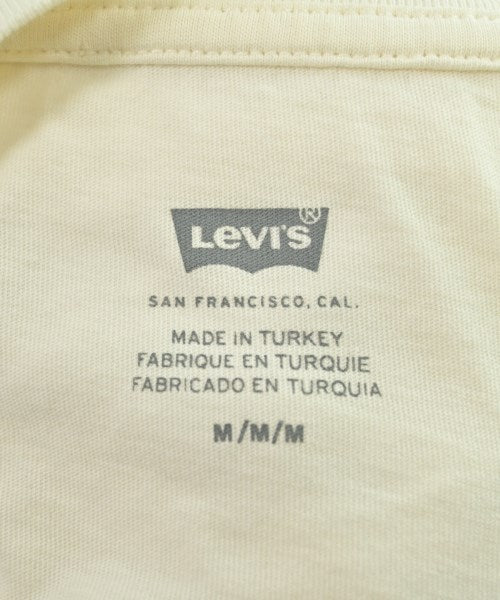 Levi's®
SAN FRANCISCO, CAL.
MADE IN TURKEY
FABRIQUE EN TURQUIE
FABRICADO EN TURQUIA
M/M/M